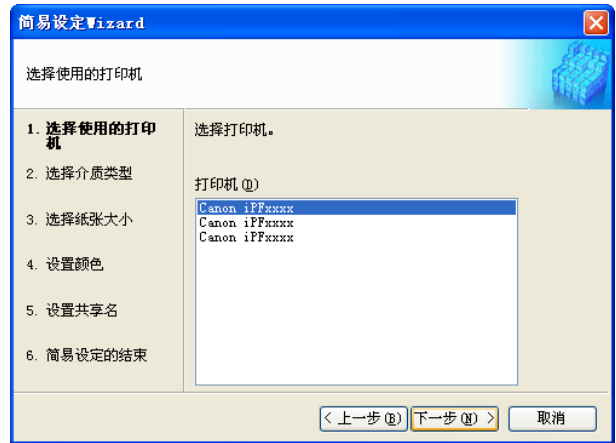 简易设定Wizard
选择使用的打印机
1. 选择使用的打印
机
2. 选择介质类型
3. 选择纸张大小
4. 设置颜色
5. 设置共享名
6. 简易设定的结束
选择打印机。
打印机(D)
Canon iPFxxxx
Canon iPFxxxx
Canon iPFxxxx
< 上一步(B)
下一步(N) >
取消